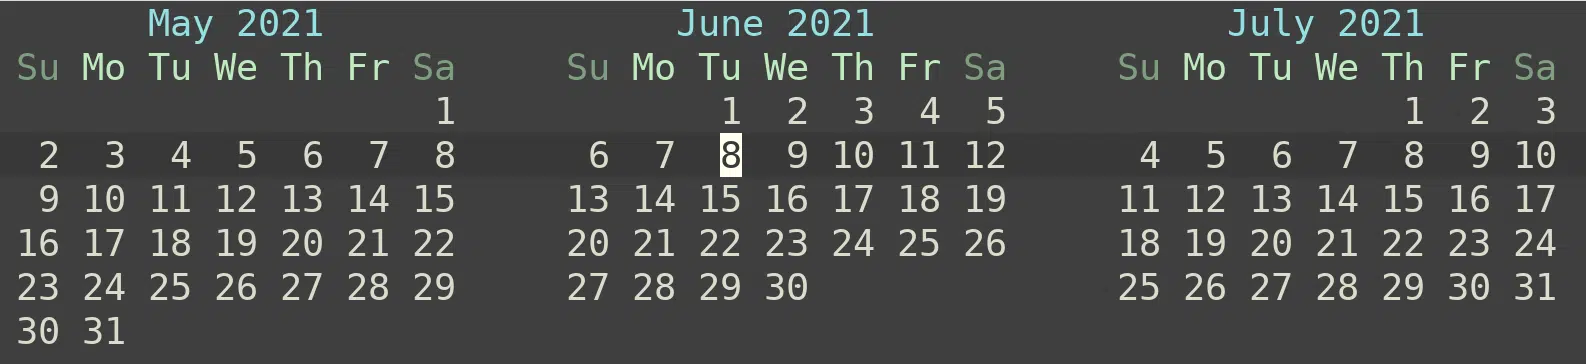 May 2021 June 2021 July 2021
Su Mo Tu We Th Fr Sa Su Mo Tu We Th Fr Sa Su Mo Tu We Th Fr Sa
1 1 2 3 4 5 1 2 3
2 3 4 5 6 7 8 6 7 8 9 10 11 12 4 5 6 7 8 9 10
9 10 11 12 13 14 15 13 14 15 16 17 18 19 11 12 13 14 15 16 17
16 17 18 19 20 21 22 20 21 22 23 24 25 26 18 19 20 21 22 23 24
23 24 25 26 27 28 29 27 28 29 30 25 26 27 28 29 30 31
30 31